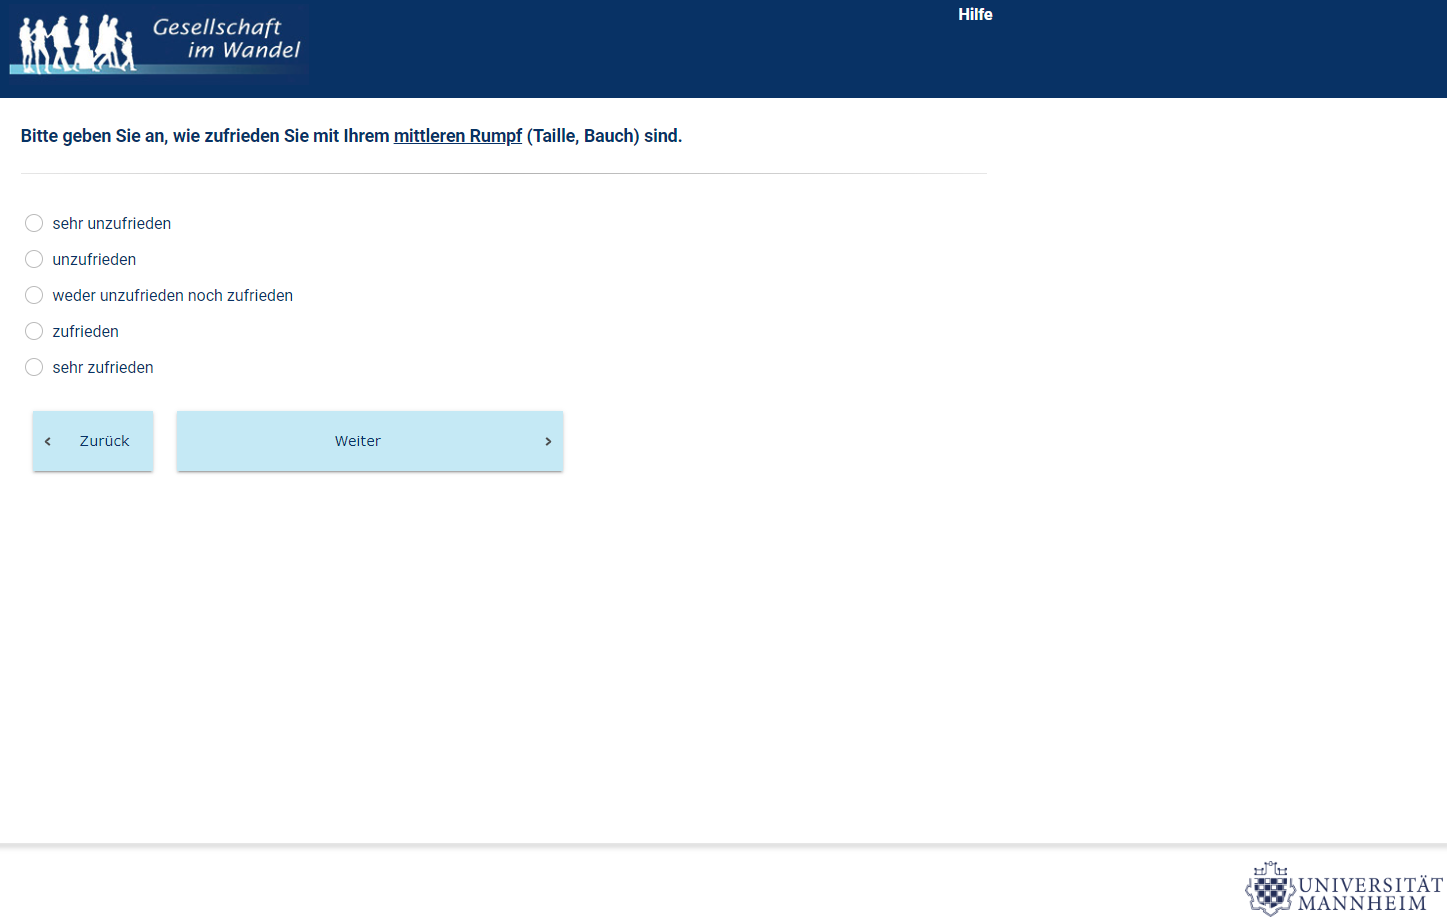 Gesellschaft
im Wandel
Hilfe
Bitte geben Sie an, wie zufrieden Sie mit Ihrem mittleren Rumpf (Taille, Bauch) sind.
sehr unzufrieden
unzufrieden
weder unzufrieden noch zufrieden
zufrieden
sehr zufrieden
‹ Zurück
Weiter ›
UNIVERSITÄT
MANNHEIM